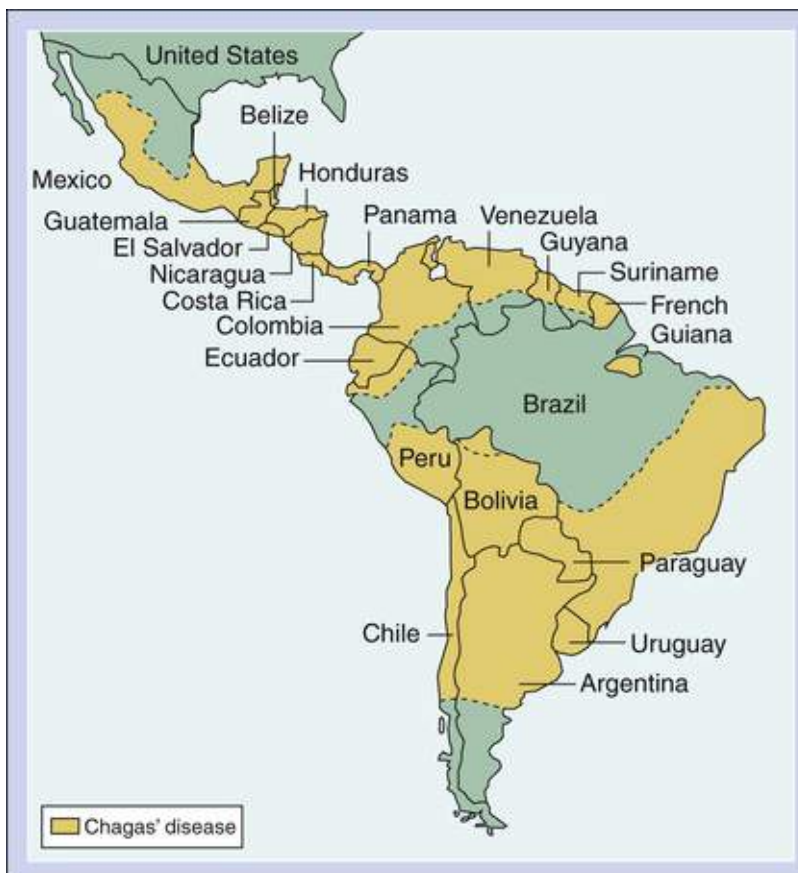 United States
Belize
Honduras
Mexico
Panama
Venezuela
Guatemala
Guyana
El Salvador
Suriname
Nicaragua
Costa Rica
French
Guiana
Colombia
Ecuador
Brazil
Peru
Bolivia
Paraguay
Chile
Uruguay
Argentina
Chagas' disease